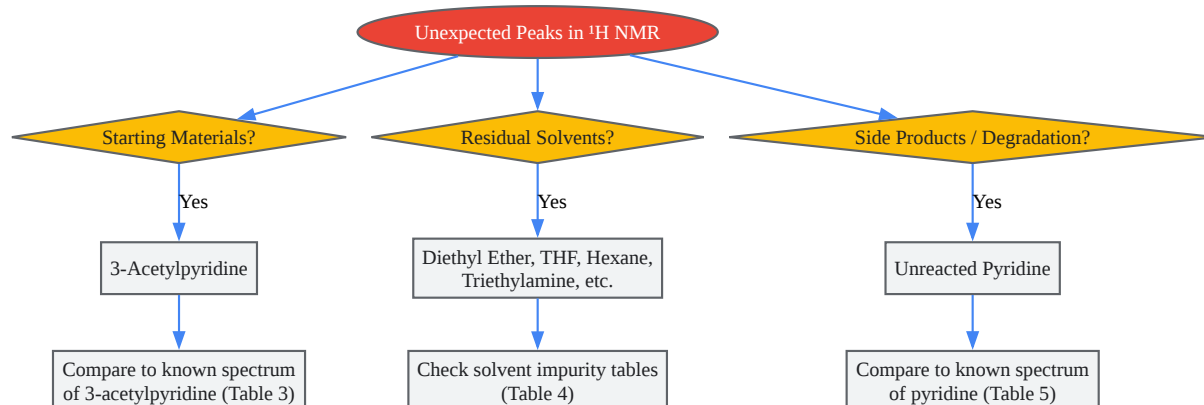 Unexpected Peaks in ¹H NMR
Starting Materials?
Residual Solvents?
Side Products / Degradation?
Yes
Yes
Yes
3-Acetylpyridine
Diethyl Ether, THF, Hexane,
Triethylamine, etc.
Unreacted Pyridine
Compare to known spectrum
of 3-acetylpyridine (Table 3)
Check solvent impurity tables
(Table 4)
Compare to known spectrum
of pyridine (Table 5)